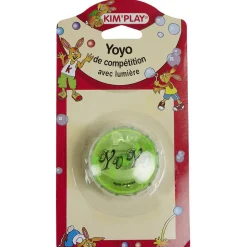 KIM'PLAY
Yoyo
de compétition
avec lumière
K
YoYo